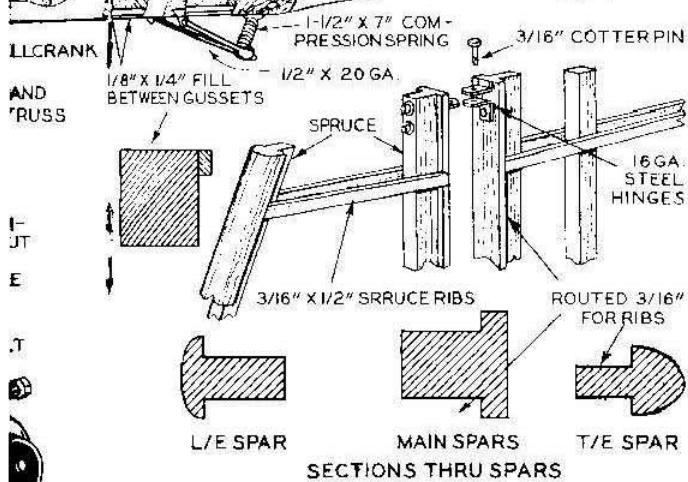 1-1/2" X 7" COM-
PRESSION SPRING
3/16" COTTER PIN
LLCRANK
1/8" X 1/4" FILL
BETWEEN GUSSETS
1/2" X 20 GA.
AND
TRUSS
SPRUCE
16 GA.
STEEL
HINGES
UT
E
3/16" X 1/2" SRRUCE RIBS
ROUTED 3/16"
FOR RIBS
.T
L/E SPAR
MAIN SPARS
T/E SPAR
SECTIONS THRU SPARS